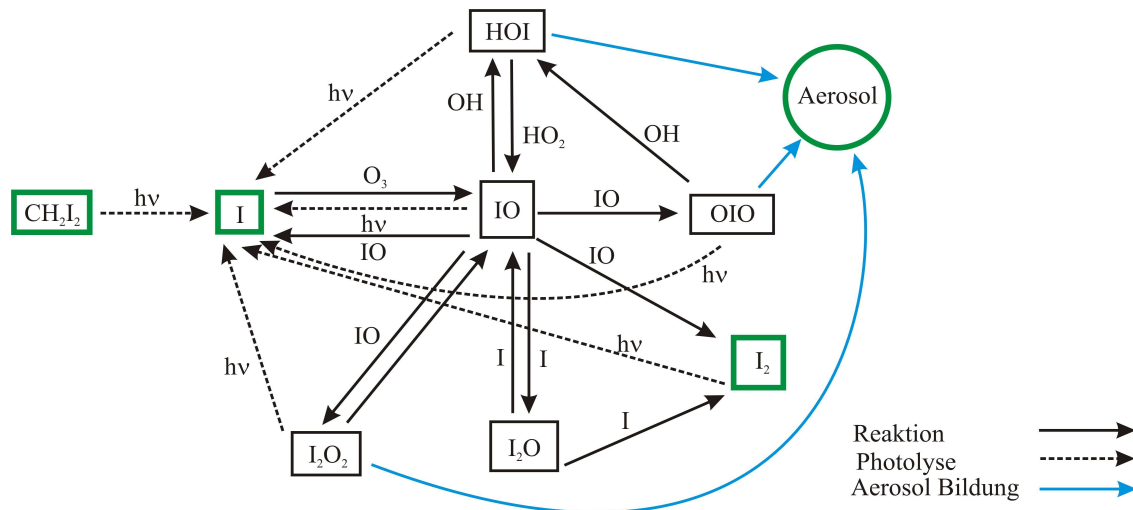 HOI
Aerosol
hν
OH
HO₂
OH
CH₂I₂
hν
I
O₃
hν
IO
IO
IO
OIO
IO
hν
IO
hν
I
I
hν
I₂
I
I₂O₂
I₂O
Reaktion
Photolyse
Aerosol Bildung